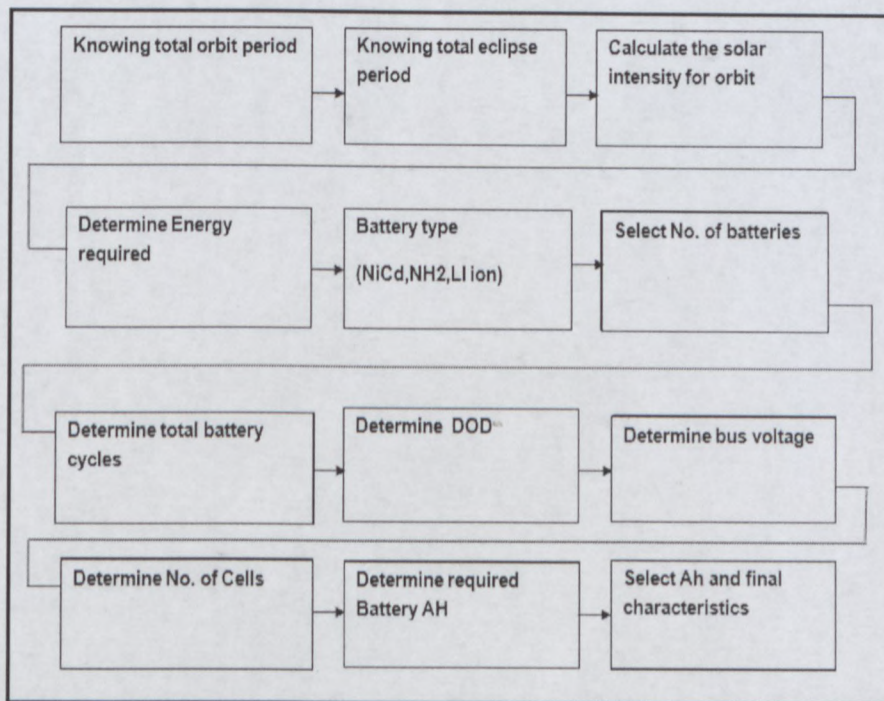 Knowing total orbit period
Knowing total eclipse
period
Calculate the solar
intensity for orbit
Determine Energy
required
Battery type
(NiCd,NH2,LI ion)
Select No. of batteries
Determine total battery
cycles
Determine DOD
Determine bus voltage
Determine No. of Cells
Determine required
Battery AH
Select Ah and final
characteristics